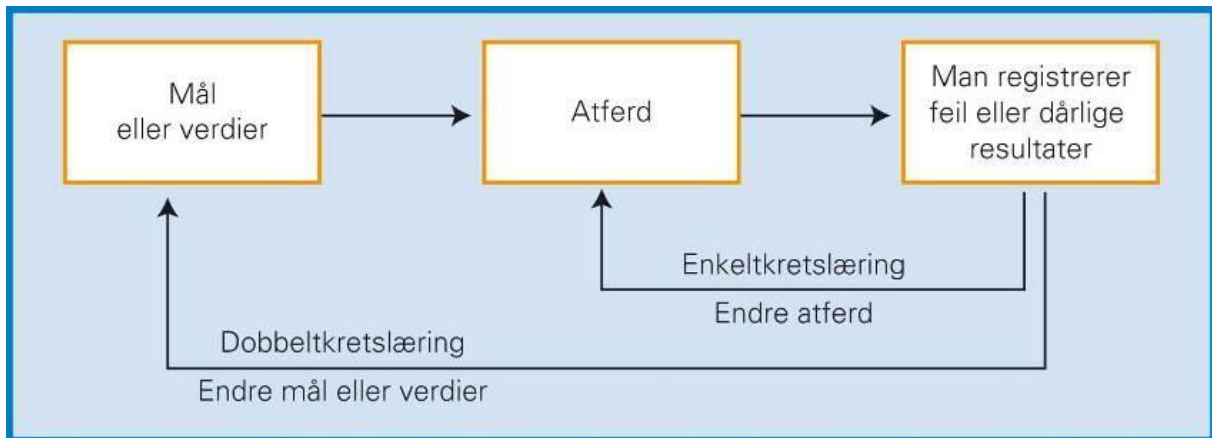 Mål
eller verdier
Atferd
Man registrerer
feil eller dårlige
resultater
Enkeltkretslæring
Endre atferd
Dobbeltkretslæring
Endre mål eller verdier